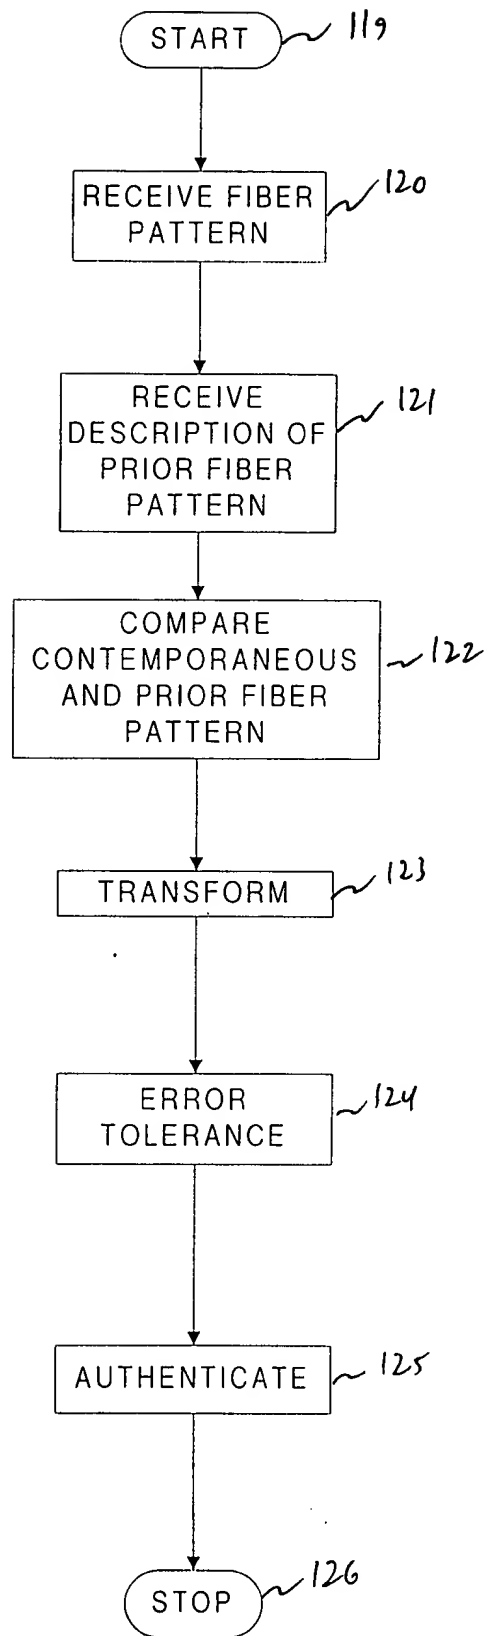 START
119
RECEIVE FIBER
PATTERN
120
RECEIVE
DESCRIPTION OF
PRIOR FIBER
PATTERN
121
COMPARE
CONTEMPORANEOUS
AND PRIOR FIBER
PATTERN
122
TRANSFORM
123
ERROR
TOLERANCE
124
AUTHENTICATE
125
STOP
126